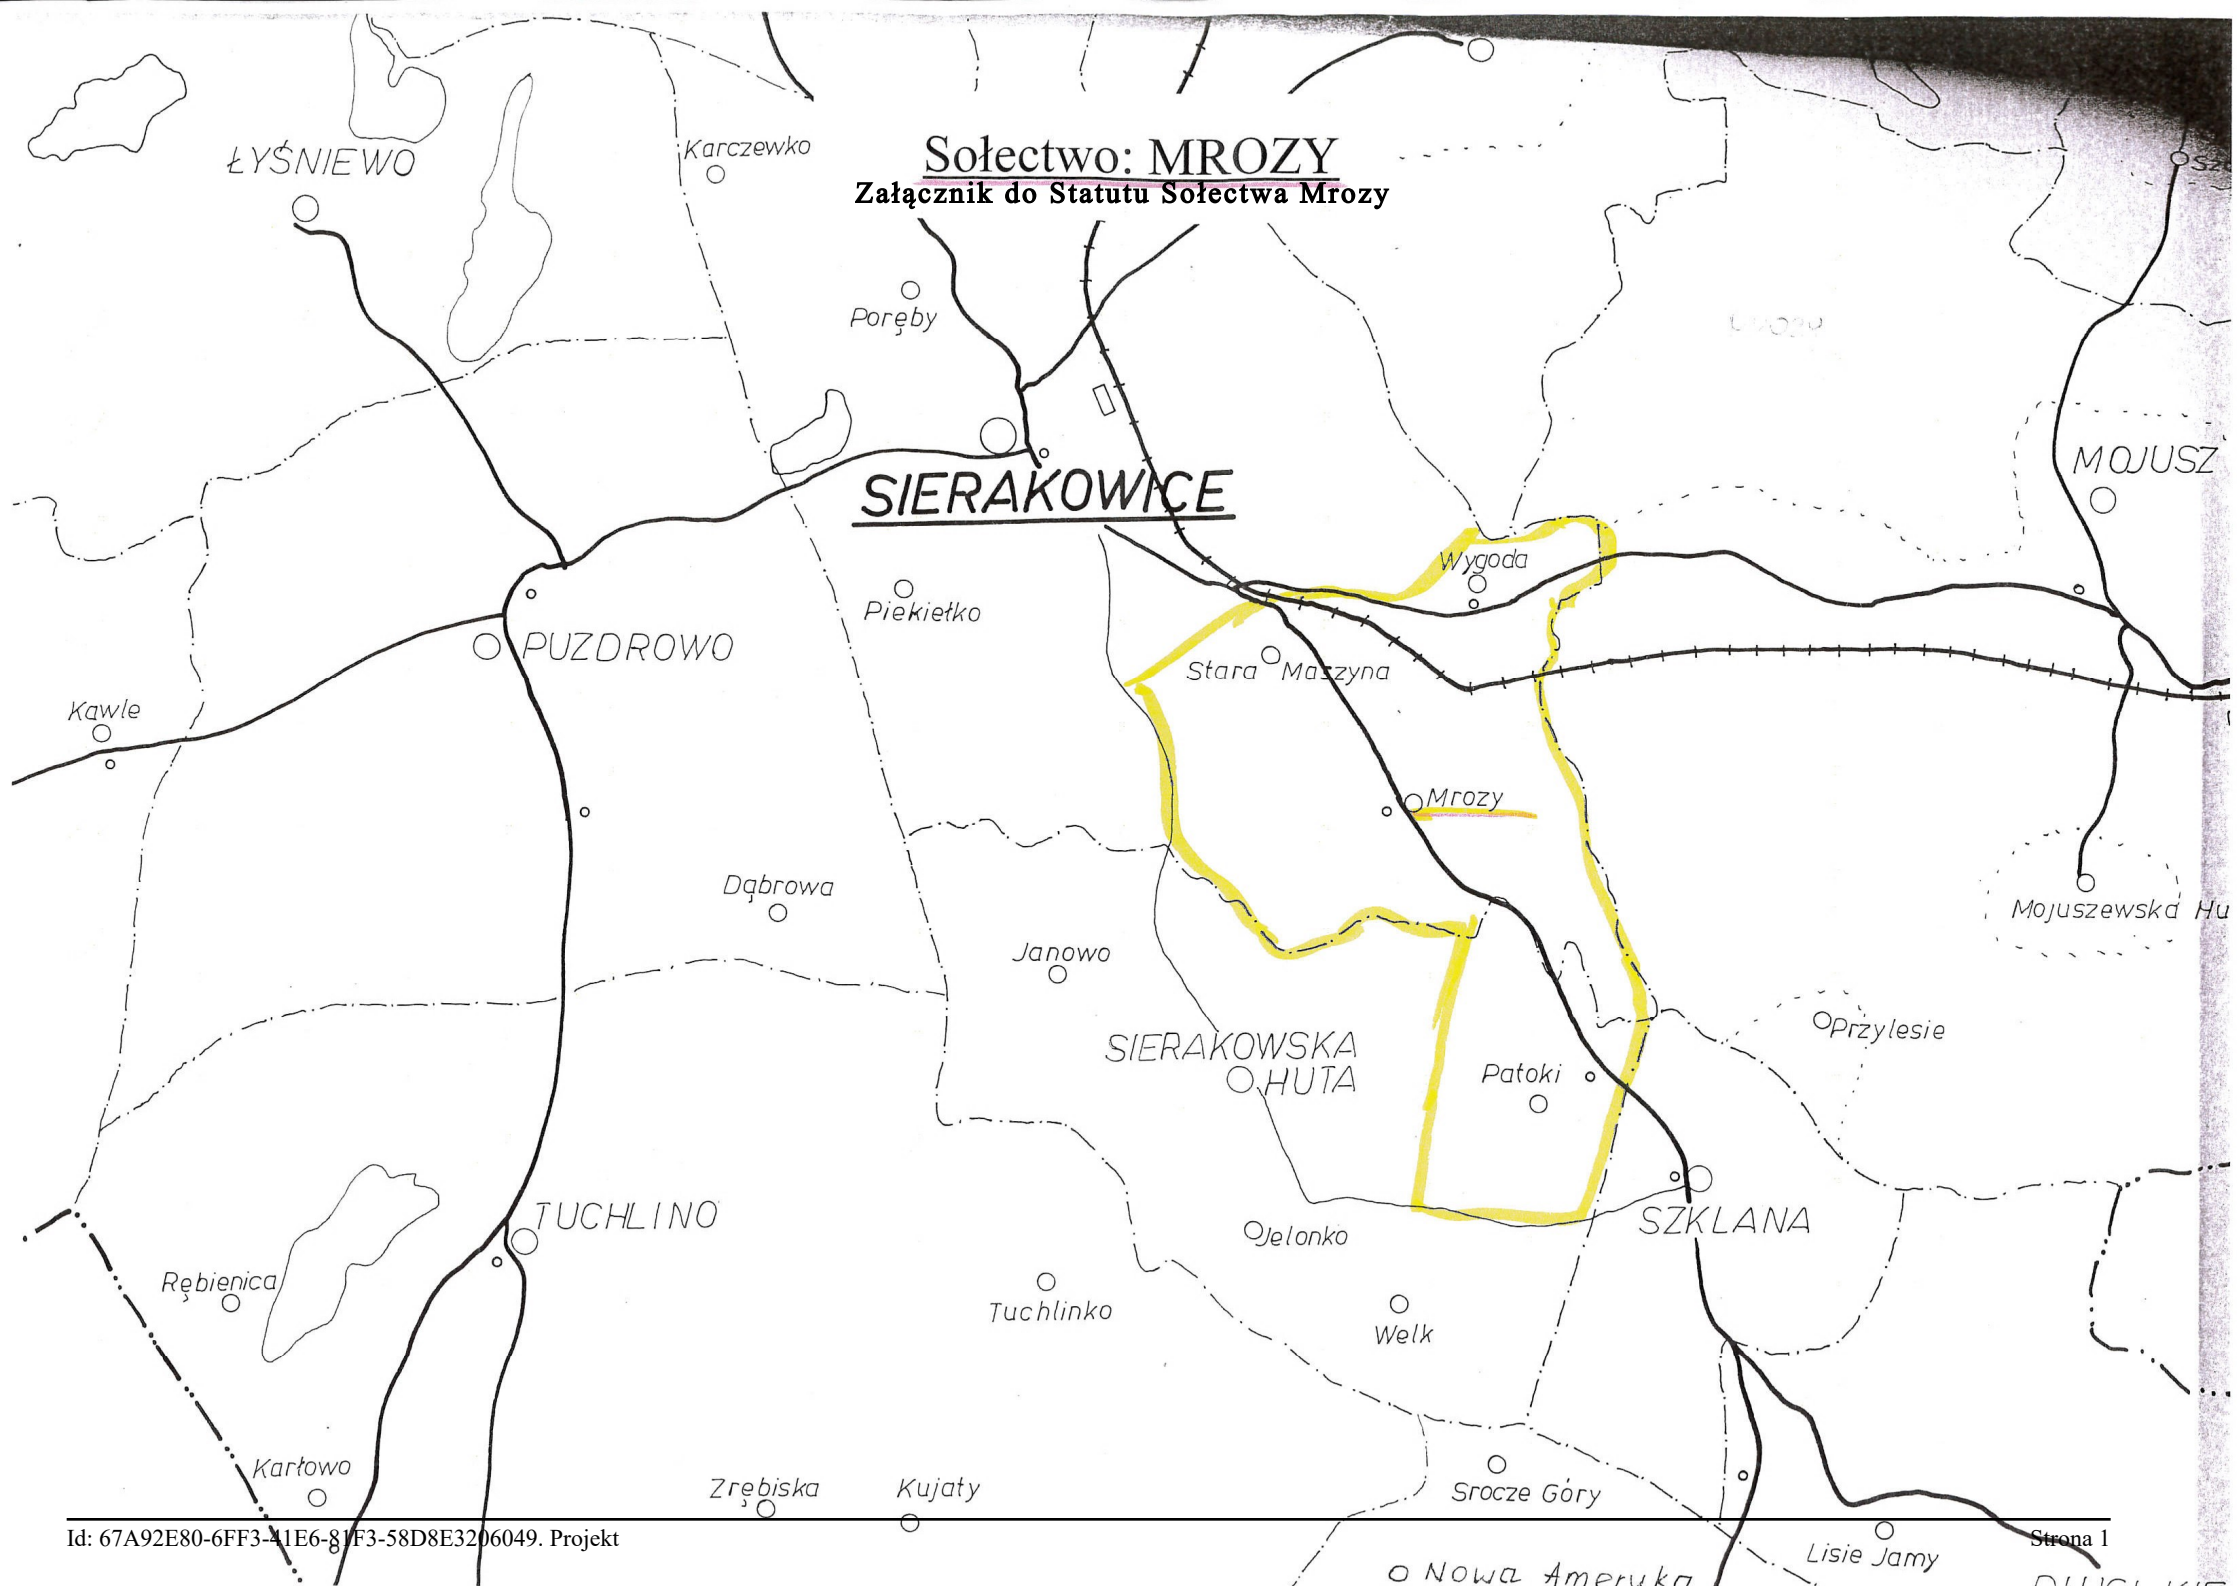 Sołectwo: MROZY
Załącznik do Statutu Sołectwa Mrozy
ŁYŚNIEWO
Karczewko
Poręby
SIERAKOWICE
MOJUSZ
Wygoda
Piekiełko
PUZDROWO
Stara Maszyna
Kawle
Mrozy
Dąbrowa
Mojuszewska Hu
Janowo
Przylesie
SIERAKOWSKA
HUTA
Patoki
TUCHLINO
SZKLANA
Jelonko
Rębienica
Tuchlinko
Welk
Karłowo
Zrębiska
Kujaty
Srocze Góry
Id: 67A92E80-6FF3-41E6-81F3-58D8E3206049. Projekt
Strona 1
Lisie Jamy
Nowa Ameryka